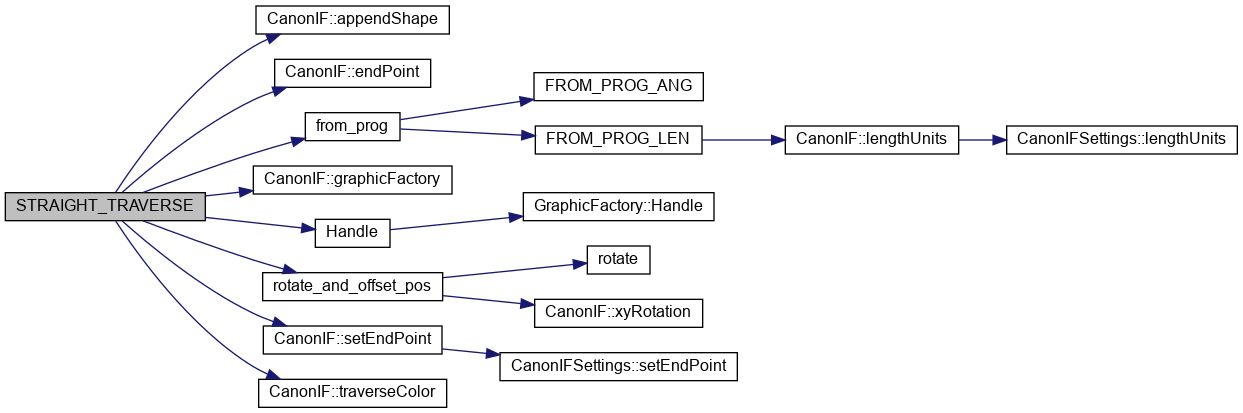 CanonIF::appendShape
CanonIF::endPoint
FROM_PROG_ANG
from_prog
FROM_PROG_LEN
CanonIF::lengthUnits
CanonIFSettings::lengthUnits
CanonIF::graphicFactory
STRAIGHT_TRAVERSE
GraphicFactory::Handle
Handle
rotate
rotate_and_offset_pos
CanonIF::xyRotation
CanonIF::setEndPoint
CanonIFSettings::setEndPoint
CanonIF::traverseColor